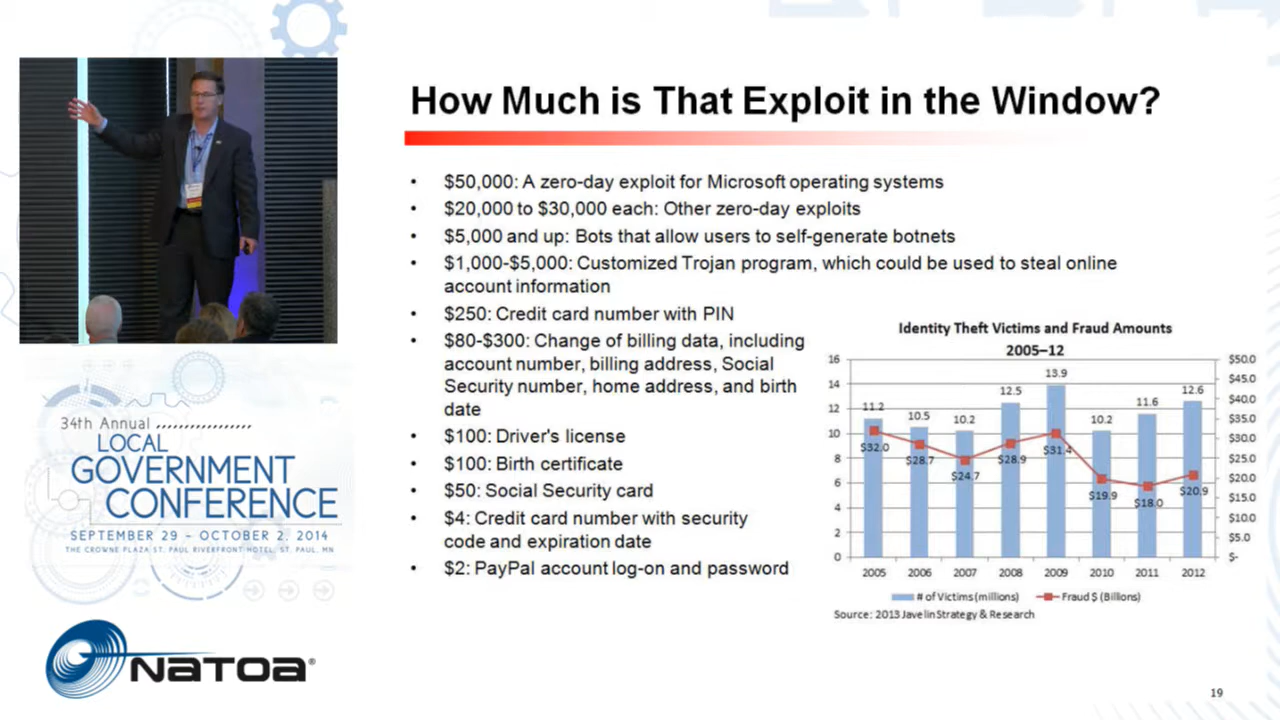 How Much is That Exploit in the Window?
• $50,000: A zero-day exploit for Microsoft operating systems
• $20,000 to $30,000 each: Other zero-day exploits
• $5,000 and up: Bots that allow users to self-generate botnets
• $1,000-$5,000: Customized Trojan program, which could be used to steal online
account information
• $250: Credit card number with PIN
• $80-$300: Change of billing data, including
account number, billing address, Social
Security number, home address, and birth
date
• $100: Driver's license
• $100: Birth certificate
• $50: Social Security card
• $4: Credit card number with security
code and expiration date
• $2: PayPal account log-on and password
Identity Theft Victims and Fraud Amounts
2005–12
16
14
12
10
8
6
4
2
0
11.2
10.5
10.2
12.5
13.9
10.2
11.6
12.6
$32.0
$28.7
$24.7
$28.9
$31.4
$19.9
$18.0
$20.9
$50.0
$45.0
$40.0
$35.0
$30.0
$25.0
$20.0
$15.0
$10.0
$5.0
$-
2005 2006 2007 2008 2009 2010 2011 2012
# of Victims (millions) Fraud $ (Billions)
Source: 2013 Javelin Strategy & Research
34th Annual
LOCAL
GOVERNMENT
CONFERENCE
SEPTEMBER 29 - OCTOBER 2, 2014
THE CROWNE PLAZA ST. PAUL RIVERFRONT HOTEL, ST. PAUL, MN
NATOA®
19